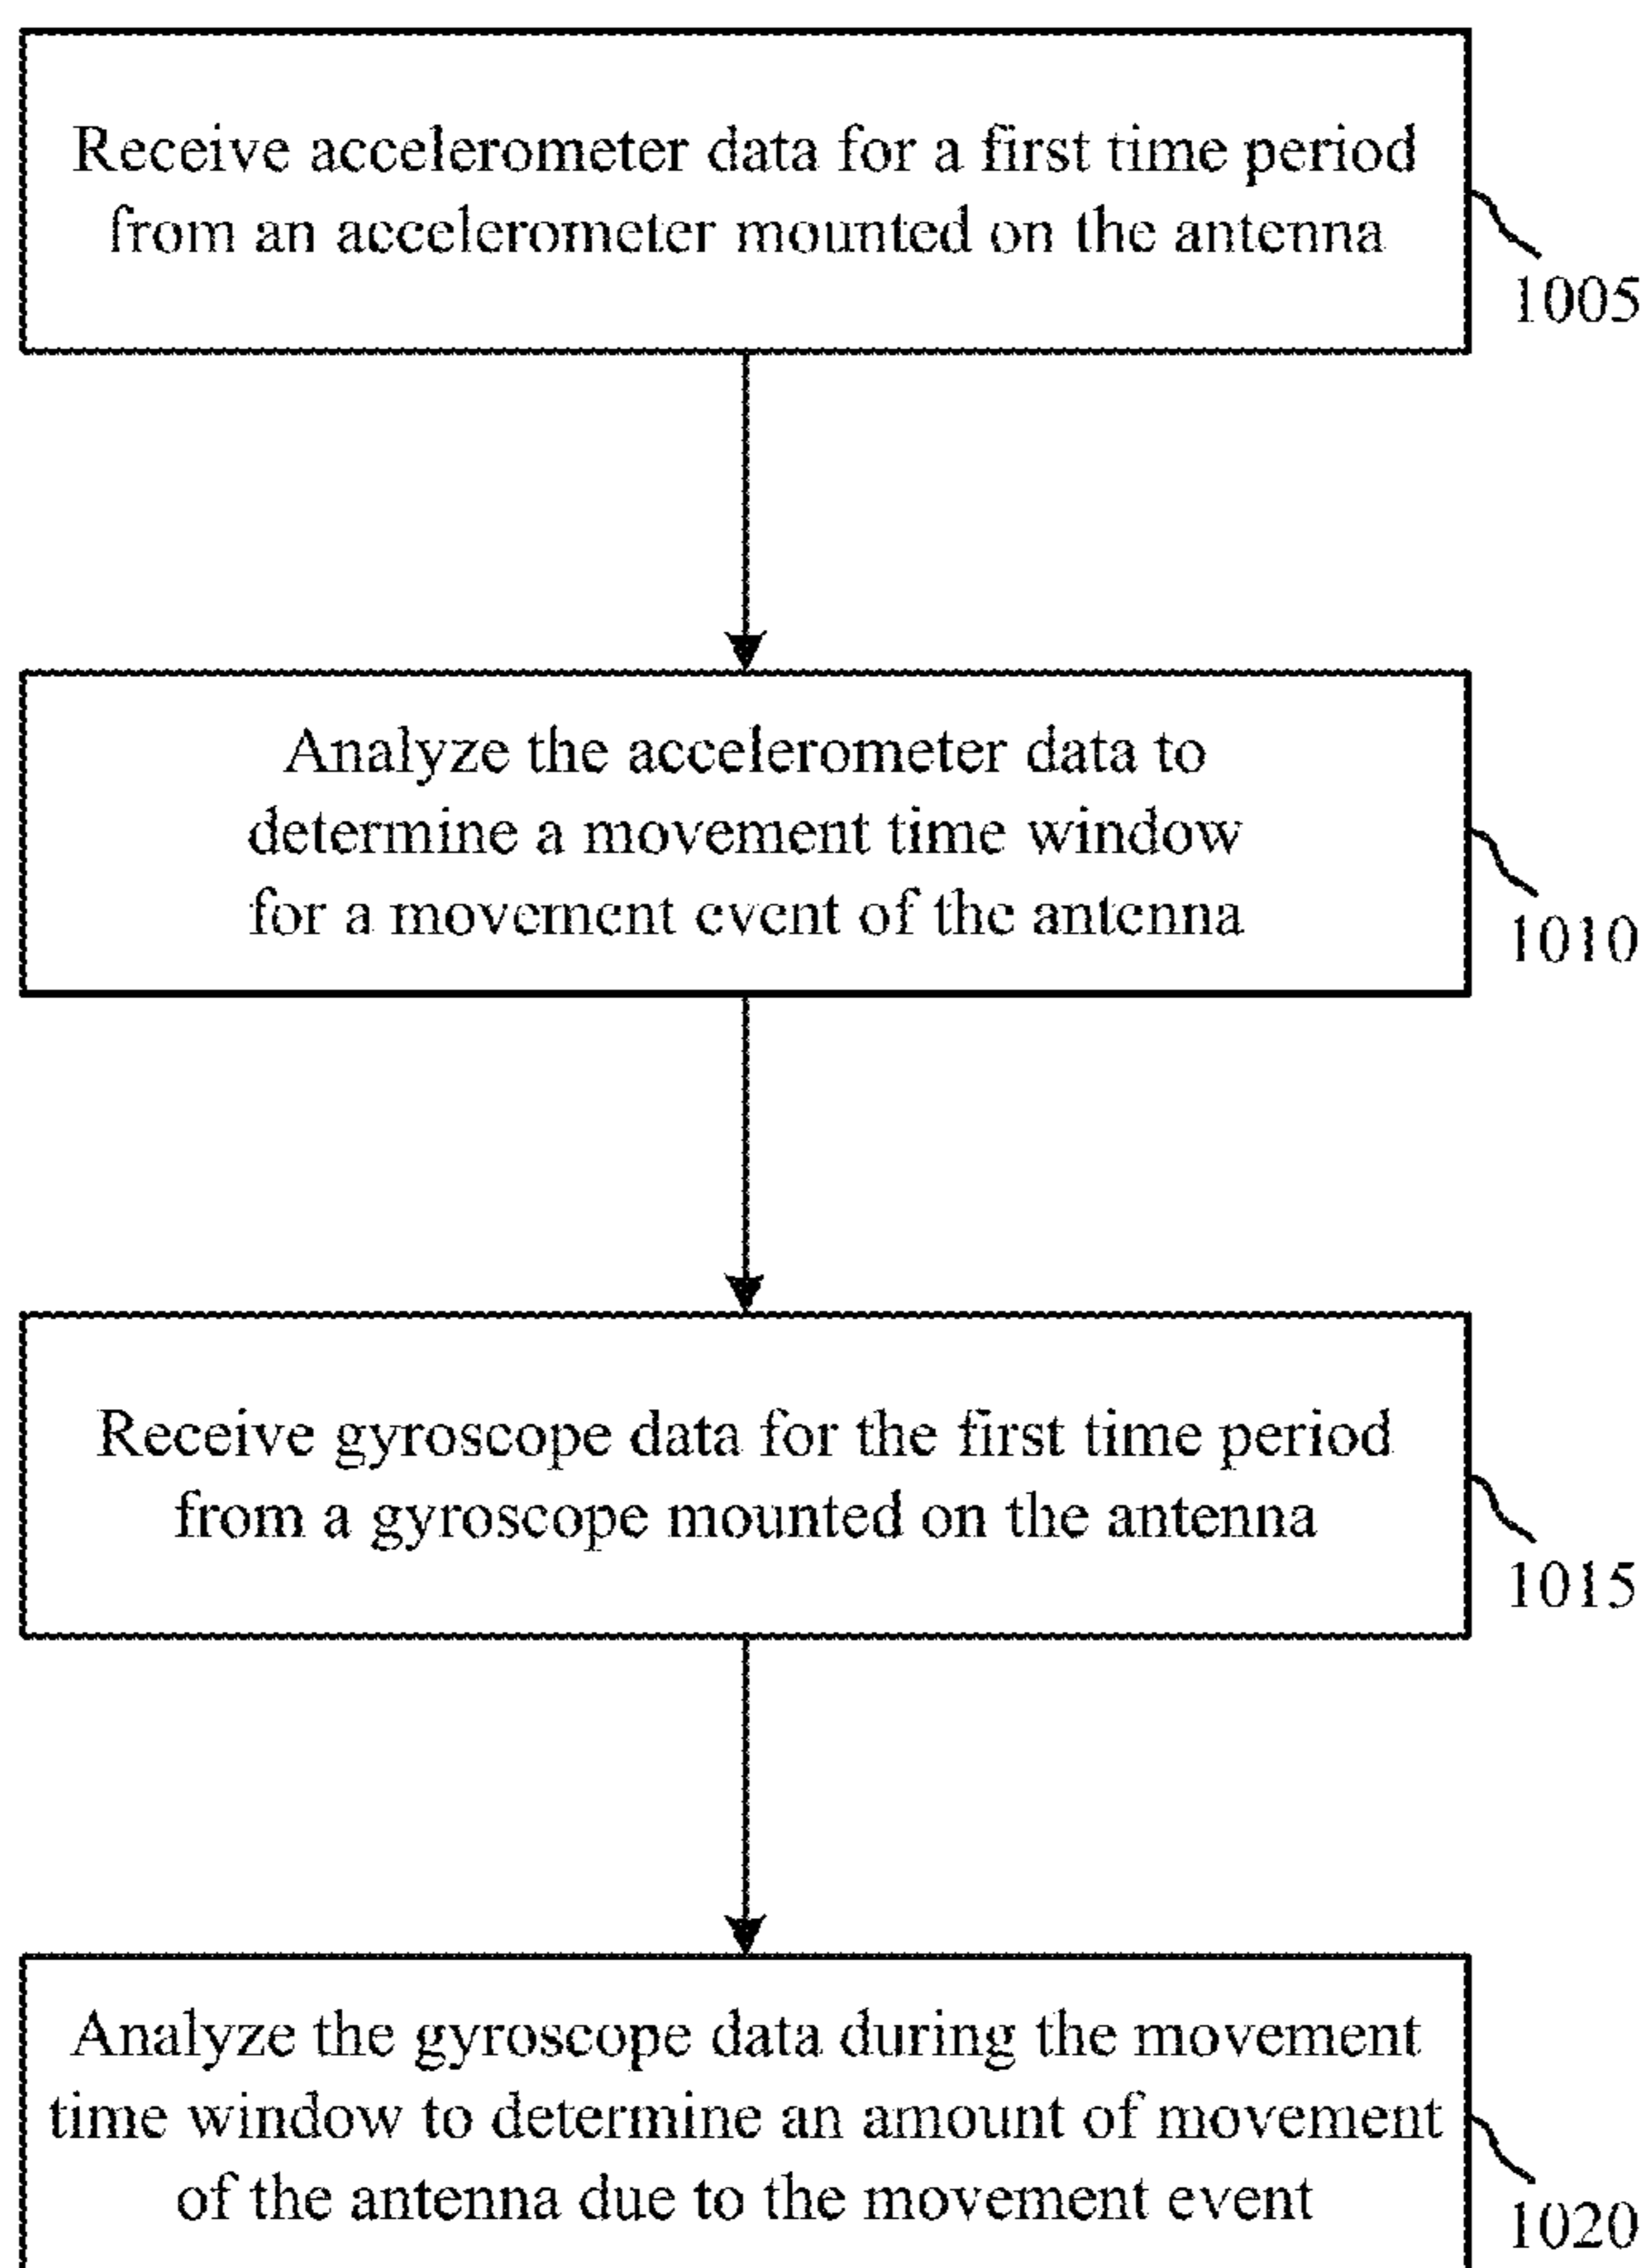 Receive accelerometer data for a first time period
from an accelerometer mounted on the antenna
1005
Analyze the accelerometer data to
determine a movement time window
for a movement event of the antenna
1010
Receive gyroscope data for the first time period
from a gyroscope mounted on the antenna
1015
Analyze the gyroscope data during the movement
time window to determine an amount of movement
of the antenna due to the movement event
1020